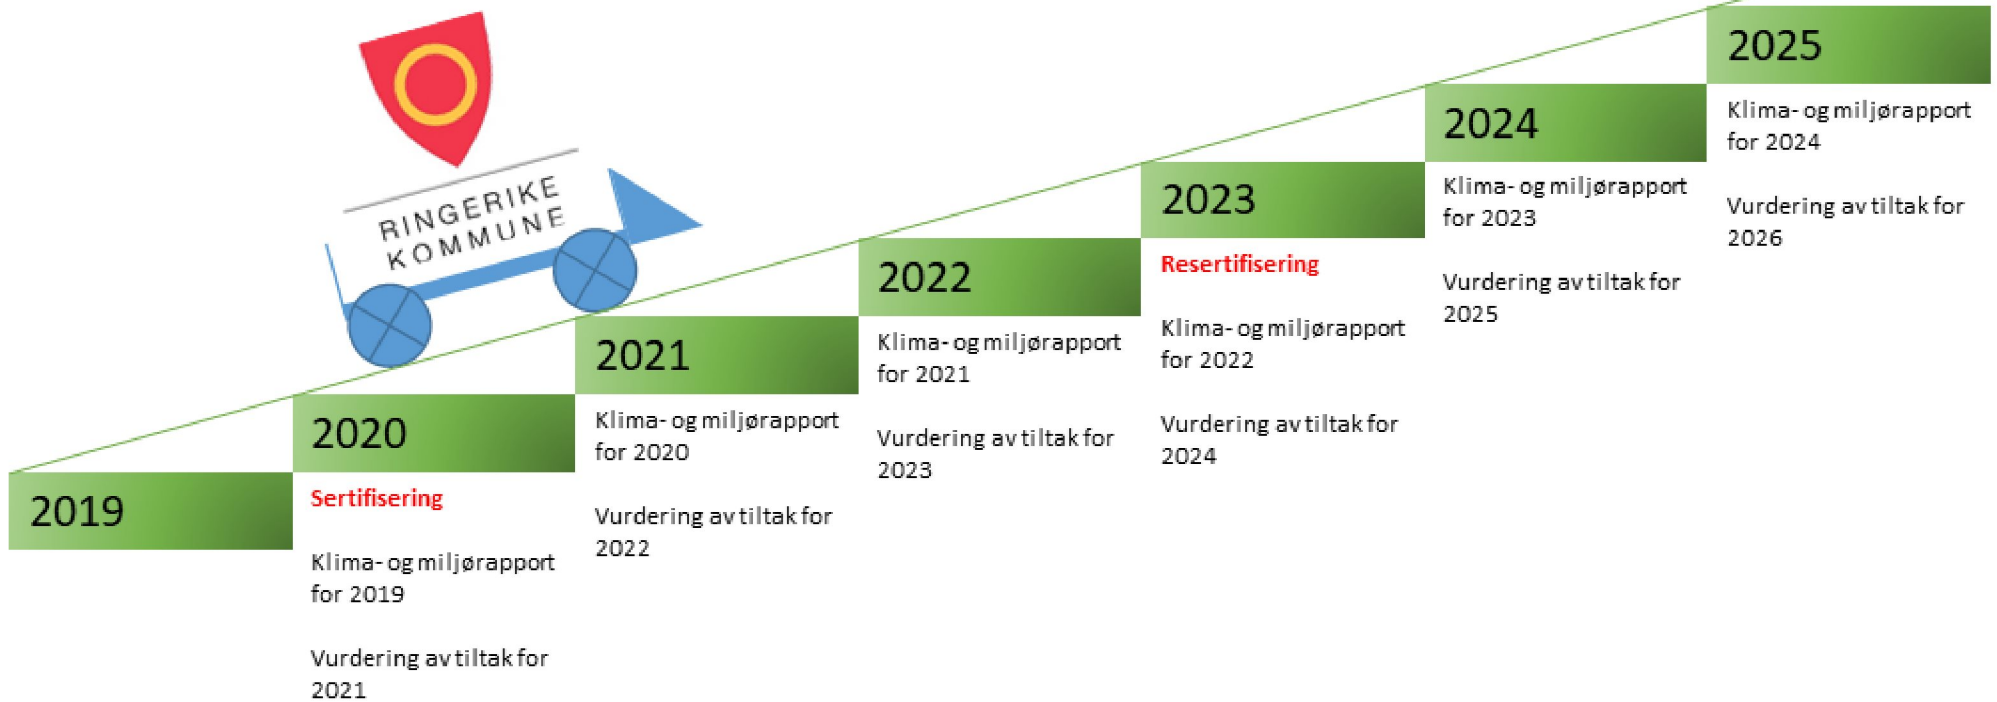 RINGERIKE
KOMMUNE
2019
2020
Sertifisering
Klima- og miljørapport
for 2019
Vurdering av tiltak for
2021
2021
Klima- og miljørapport
for 2020
Vurdering av tiltak for
2022
2022
Klima- og miljørapport
for 2021
Vurdering av tiltak for
2023
2023
Resertifisering
Klima- og miljørapport
for 2022
Vurdering av tiltak for
2024
2024
Klima- og miljørapport
for 2023
Vurdering av tiltak for
2025
2025
Klima- og miljørapport
for 2024
Vurdering av tiltak for
2026